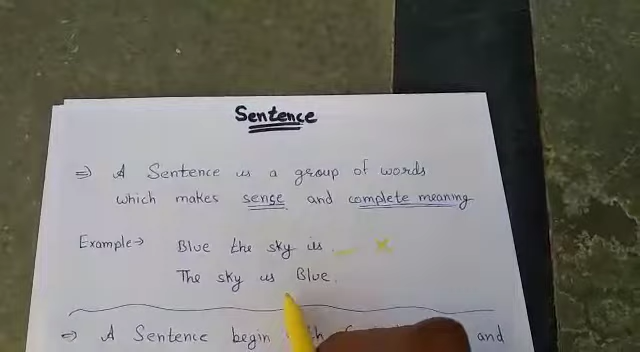 Sentence
⇒ A Sentence is a group of words
which makes sense and complete meaning
Example→ Blue the sky is
The sky is Blue.
⇒ A Sentence begin and